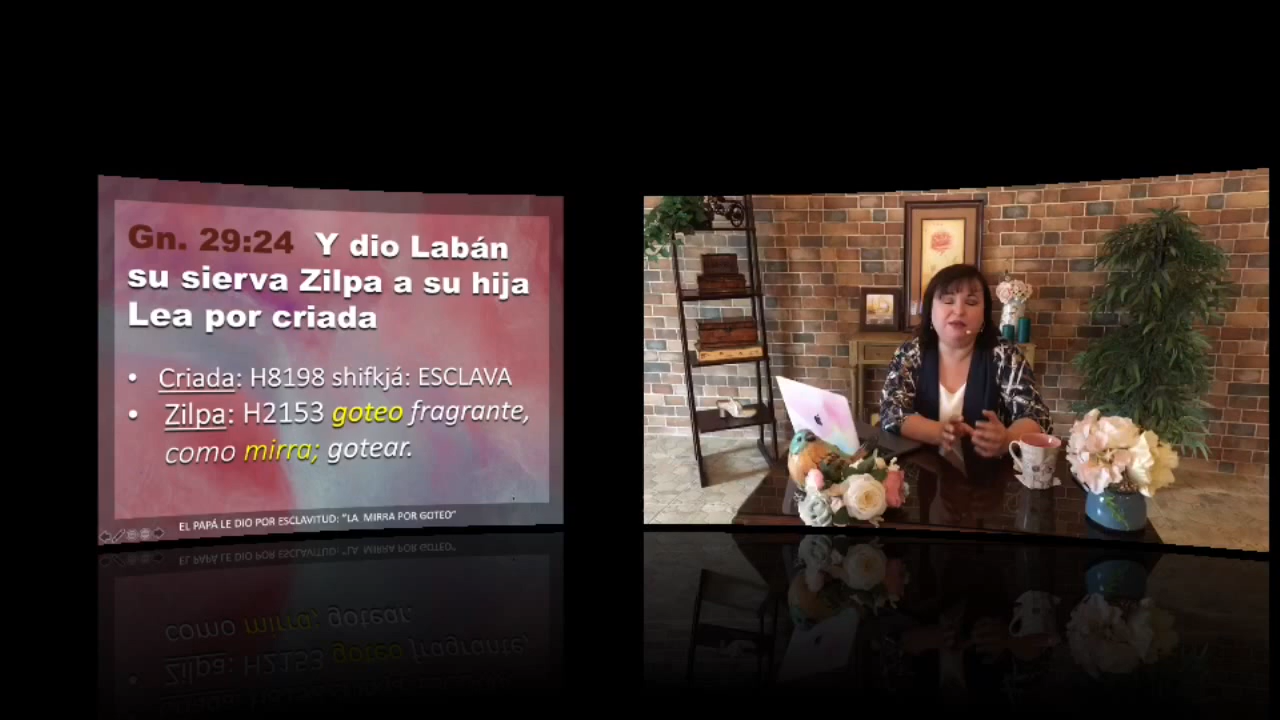 Gn. 29:24 Y dio Labán
su sierva Zilpa a su hija
Lea por criada
• Criada: H8198 shifkjá: ESCLAVA
• Zilpa: H2153 goteo fragrante,
como mirra; gotear.
EL PAPÁ LE DIO POR ESCLAVITUD: “LA MIRRA POR GOTEO”